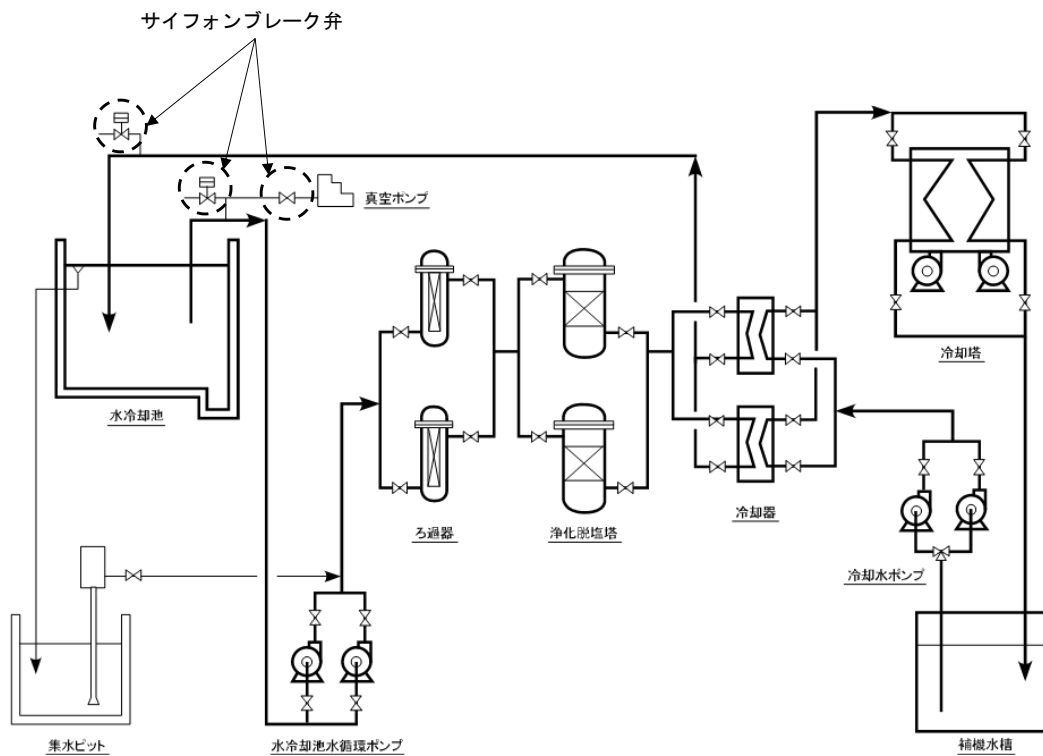 サイフォンブレーク弁
真空ポンプ
水冷却池
冷却塔
ろ過器
浄化脱塩塔
冷却器
冷却水ポンプ
集水ピット
水冷却池水循環ポンプ
補機水槽